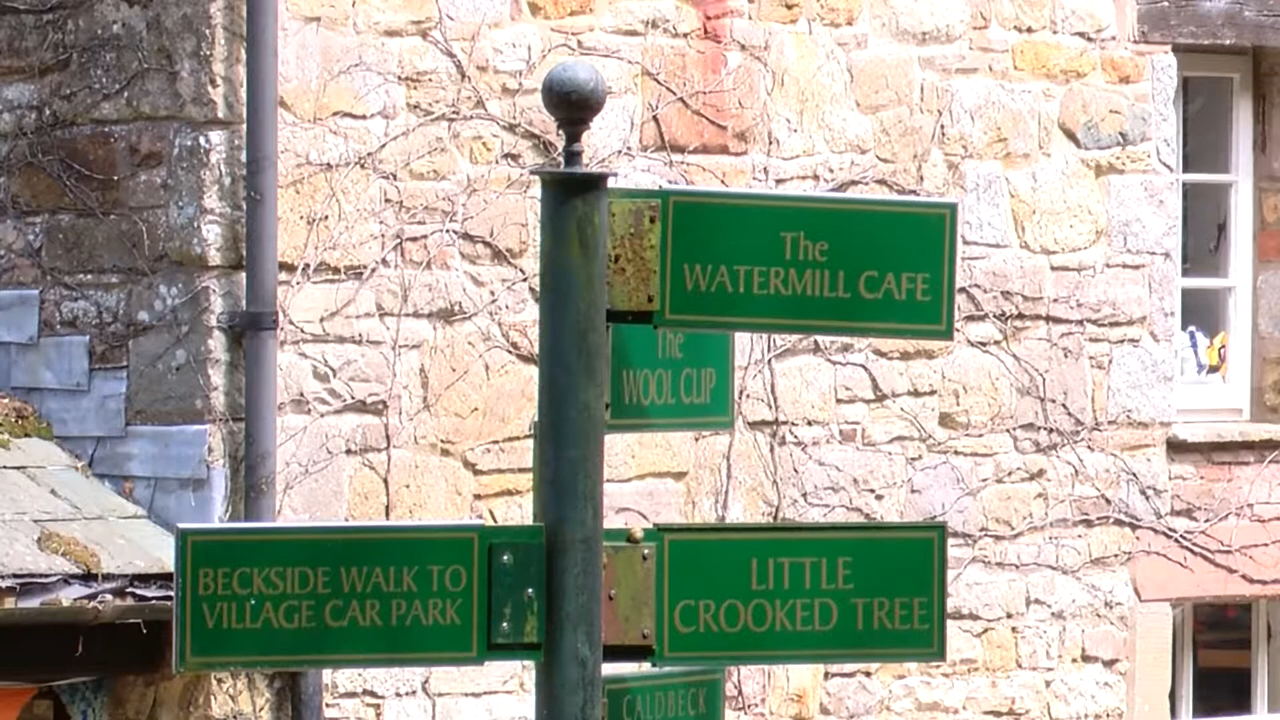 The
WATERMILL CAFE
The
WOOL CLIP
BECKSIDE WALK TO
VILLAGE CAR PARK
LITTLE
CROOKED TREE
CALDBECK